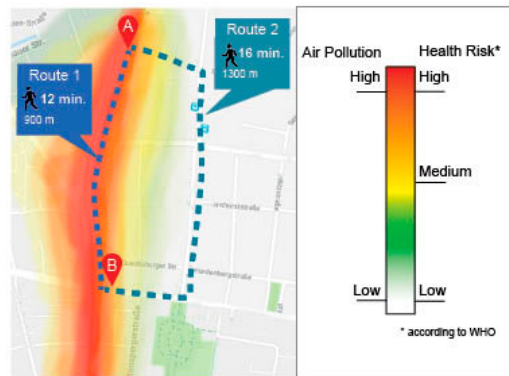 A
Route 1
12 min.
900 m
Route 2
16 min.
1300 m
B
Air Pollution
Health Risk*
High
High
Medium
Low
Low
* according to WHO